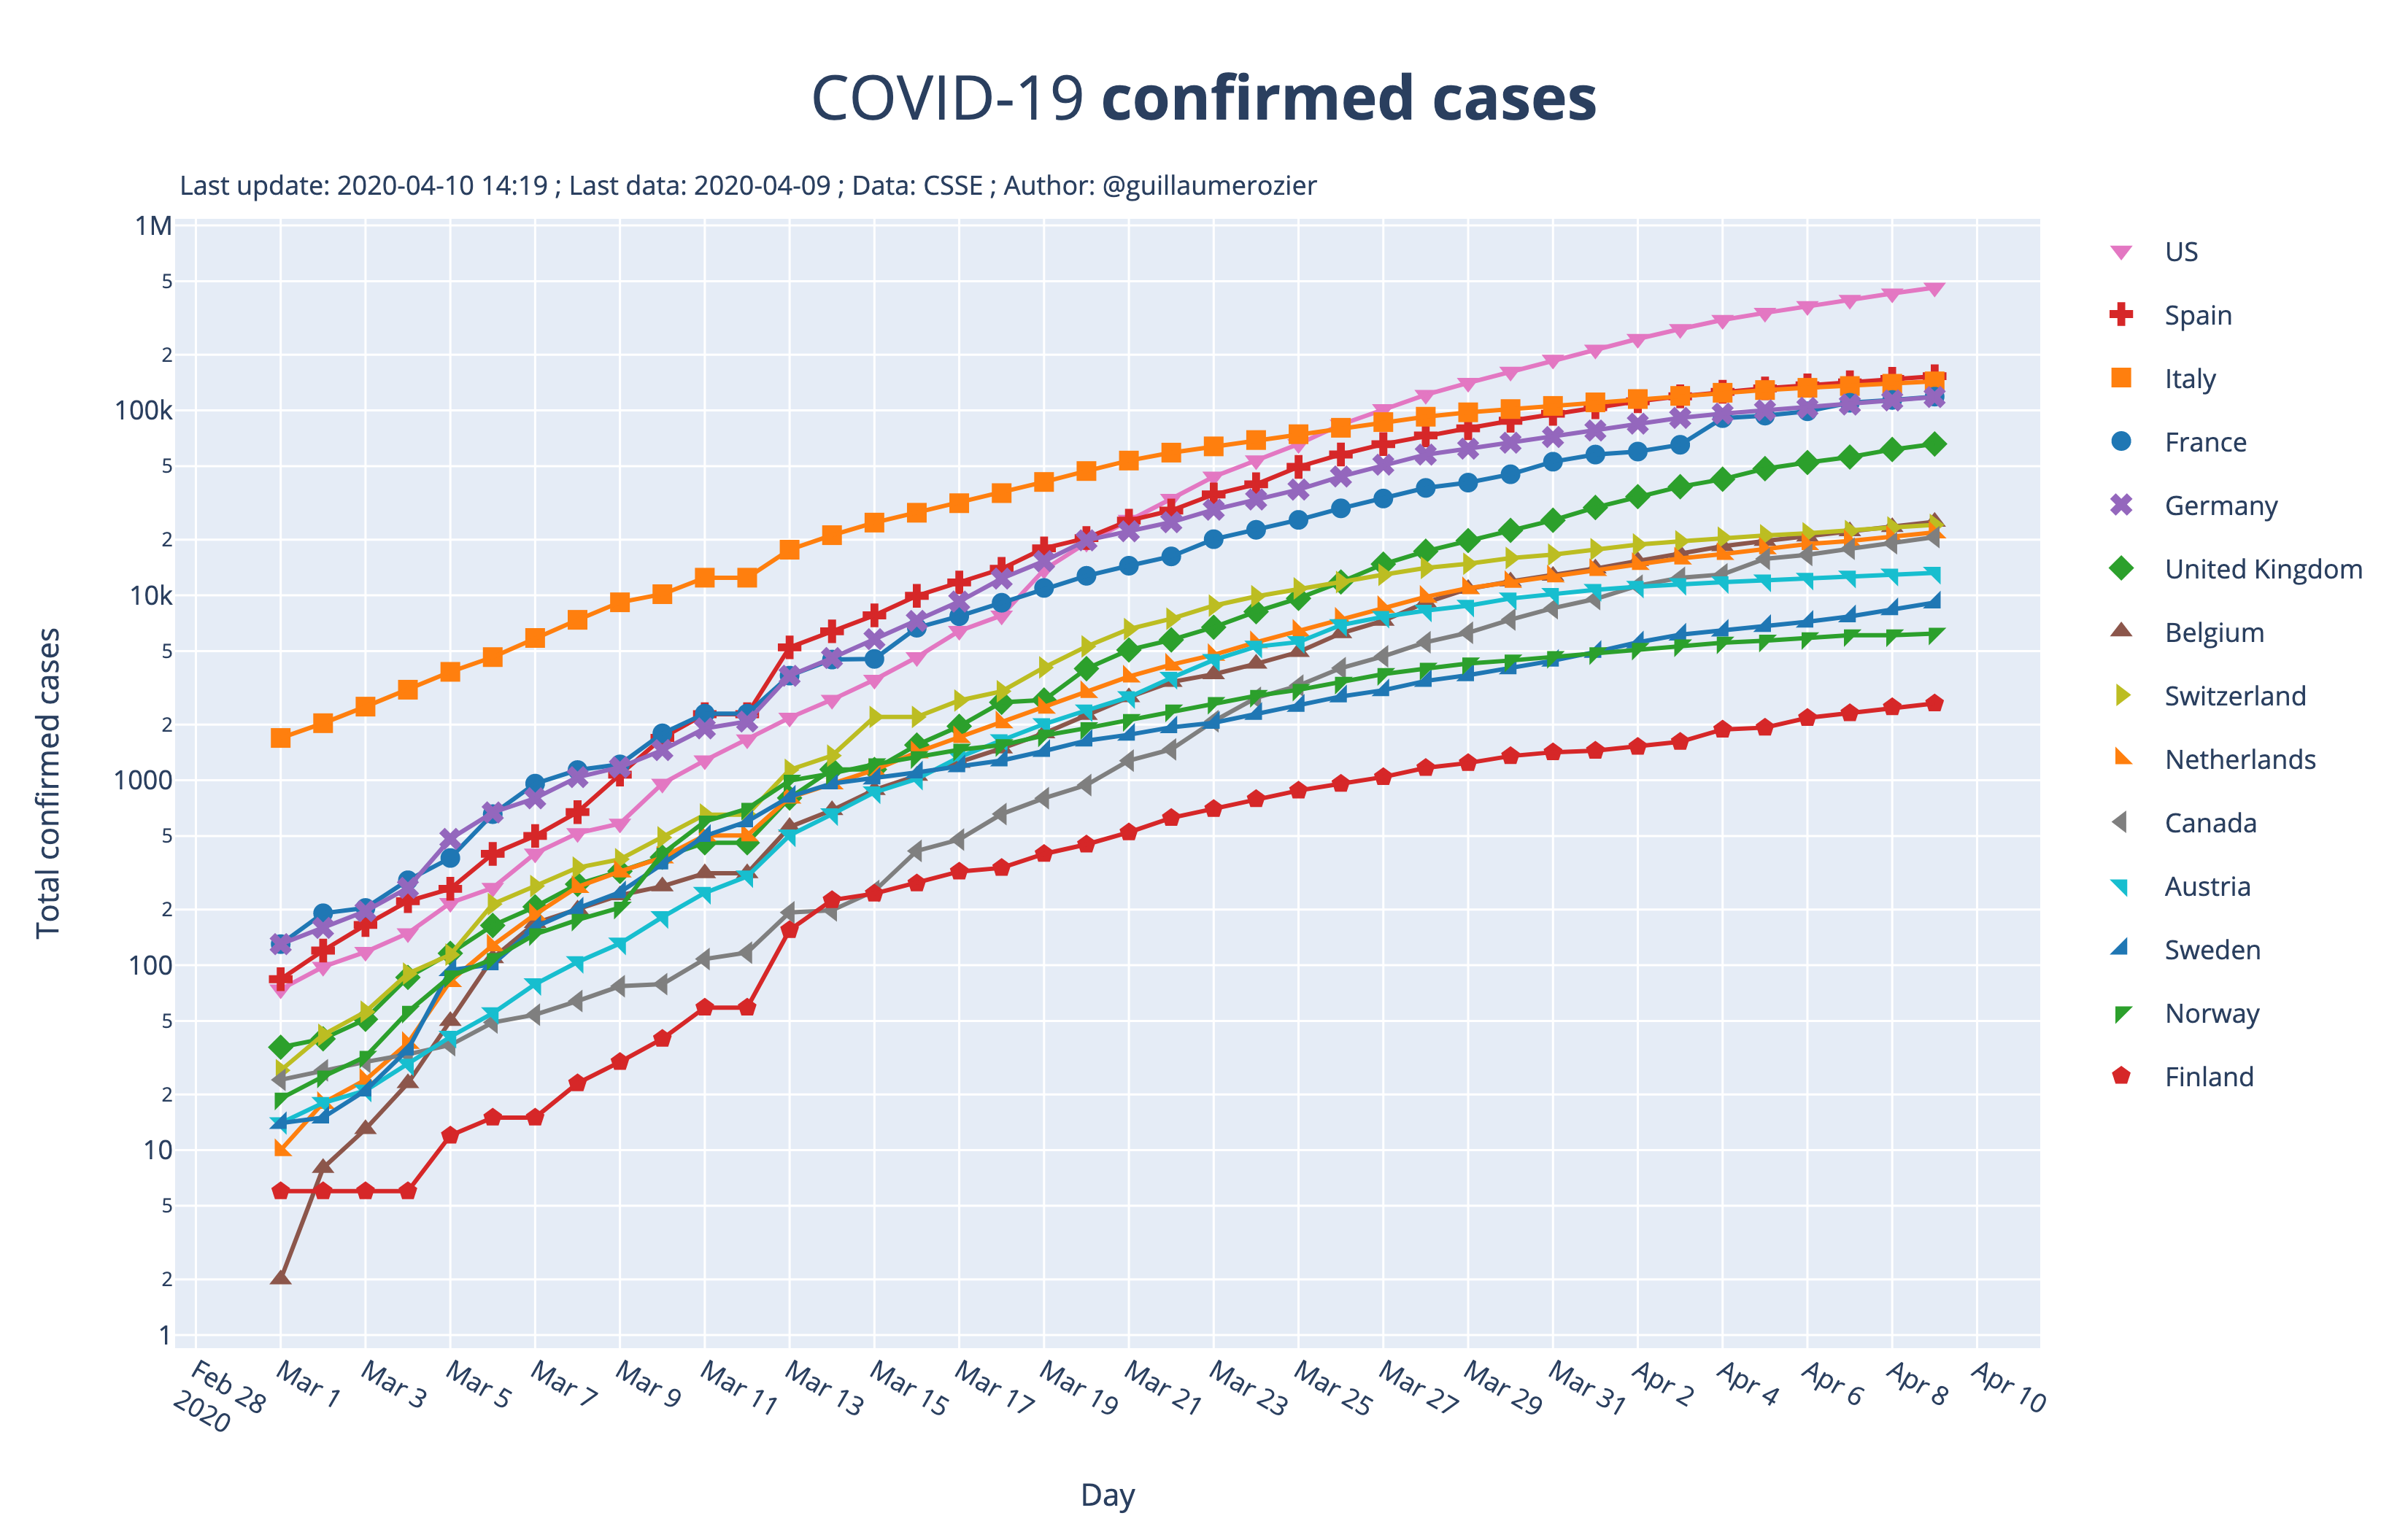 COVID-19 confirmed cases
Last update: 2020-04-10 14:19 ; Last data: 2020-04-09 ; Data: CSSE ; Author: @guillaumerozier
1M
5
2
100k
5
2
10k
5
2
1000
5
2
100
5
2
10
5
2
1
Total confirmed cases
Feb 28
2020
Mar 1
Mar 3
Mar 5
Mar 7
Mar 9
Mar 11
Mar 13
Mar 15
Mar 17
Mar 19
Mar 21
Mar 23
Mar 25
Mar 27
Mar 29
Mar 31
Apr 2
Apr 4
Apr 6
Apr 8
Apr 10
Day
US
Spain
Italy
France
Germany
United Kingdom
Belgium
Switzerland
Netherlands
Canada
Austria
Sweden
Norway
Finland